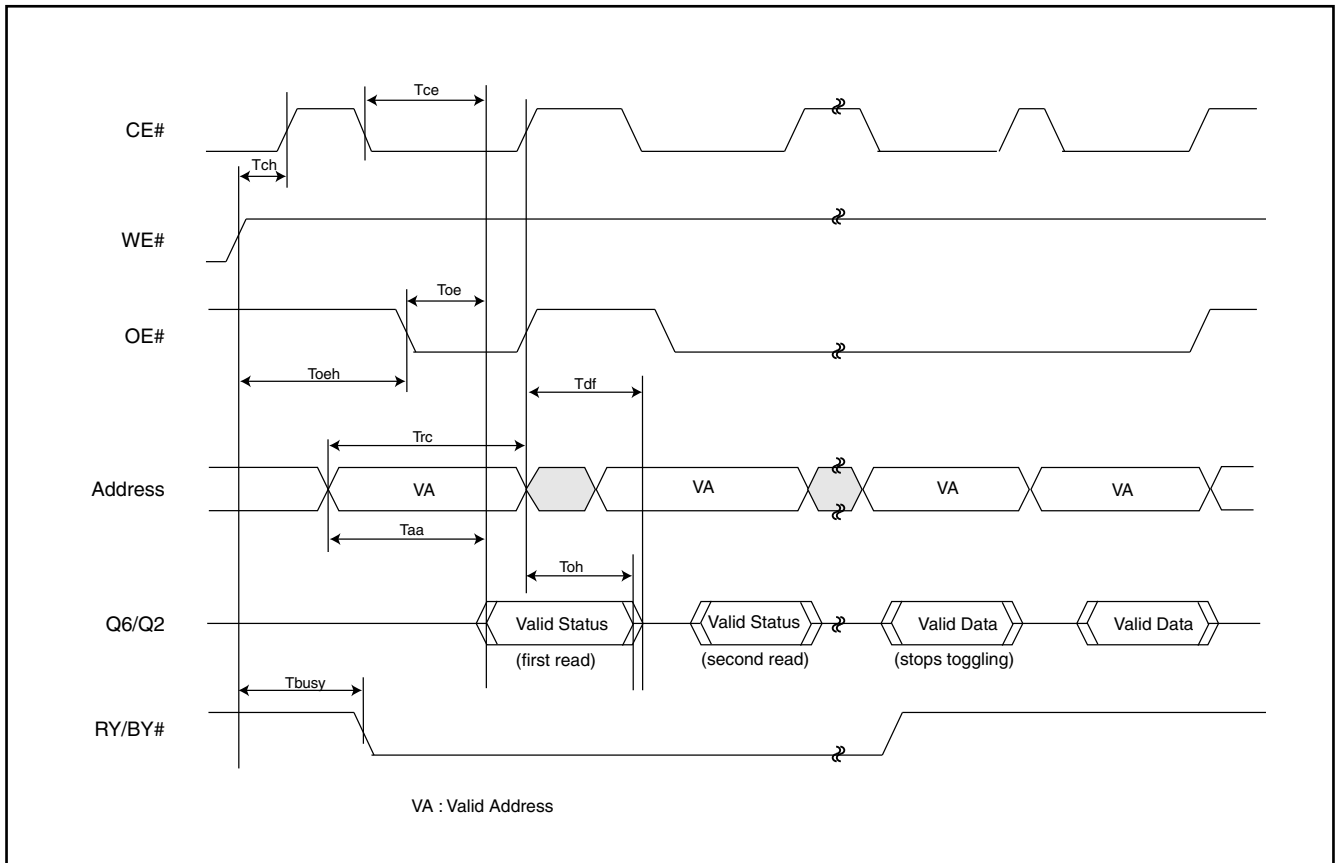 Tce
CE#
Tch
WE#
Toe
OE#
Toeh
Tdf
Trc
Address
VA
VA
VA
VA
Taa
Toh
Q6/Q2
Valid Status
Valid Status
Valid Data
Valid Data
(first read)
(second read)
(stops toggling)
Tbusy
RY/BY#
VA : Valid Address